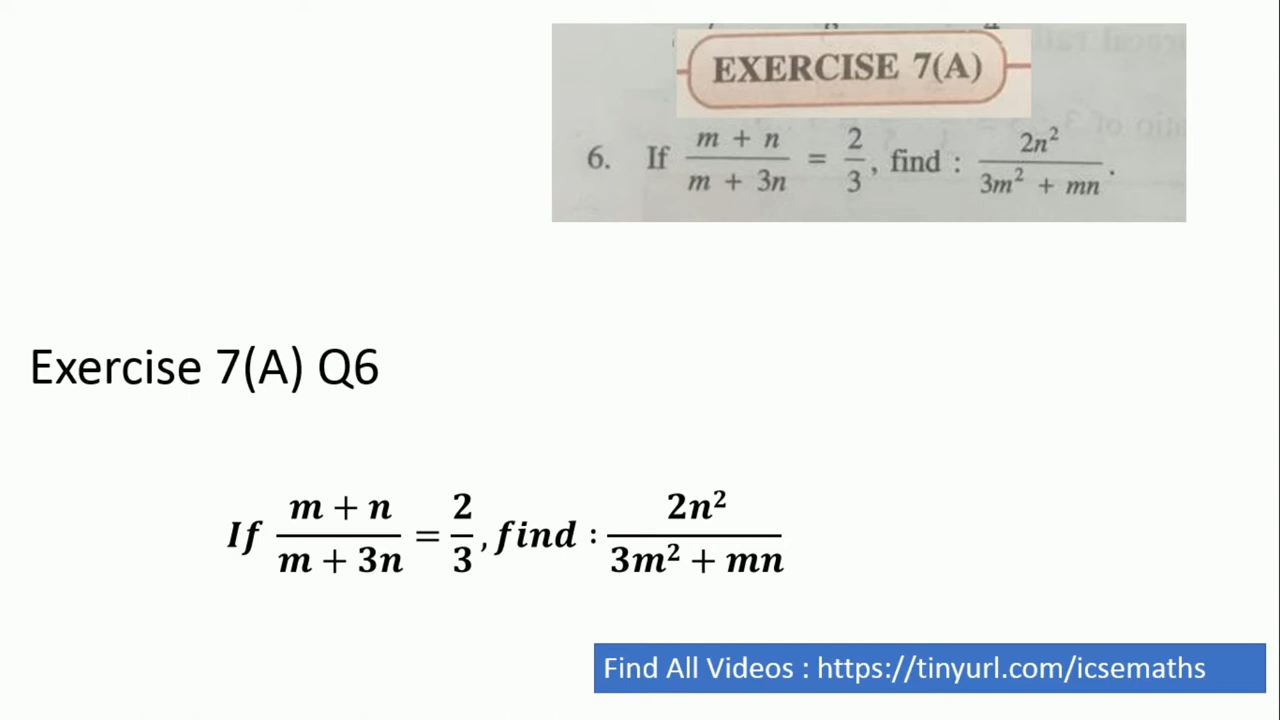 EXERCISE 7(A)
6. If (m + n)/(m + 3n) = 2/3, find : 2n²/(3m² + mn).
Exercise 7(A) Q6
If (m + n)/(m + 3n) = 2/3, find : 2n²/(3m² + mn)
Find All Videos : https://tinyurl.com/icsemaths